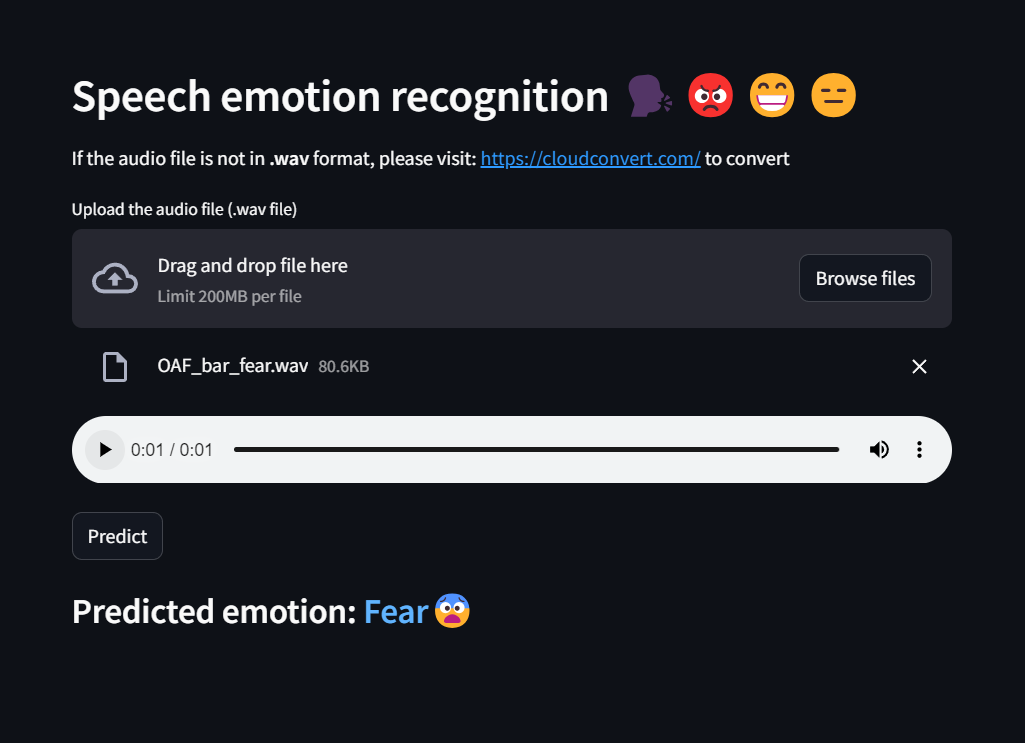 Speech emotion recognition 🗣️ 😡 😁 😑
If the audio file is not in .wav format, please visit: https://cloudconvert.com/ to convert
Upload the audio file (.wav file)
Drag and drop file here
Limit 200MB per file
Browse files
OAF_bar_fear.wav 80.6KB
0:01 / 0:01
Predict
Predicted emotion: Fear 😨